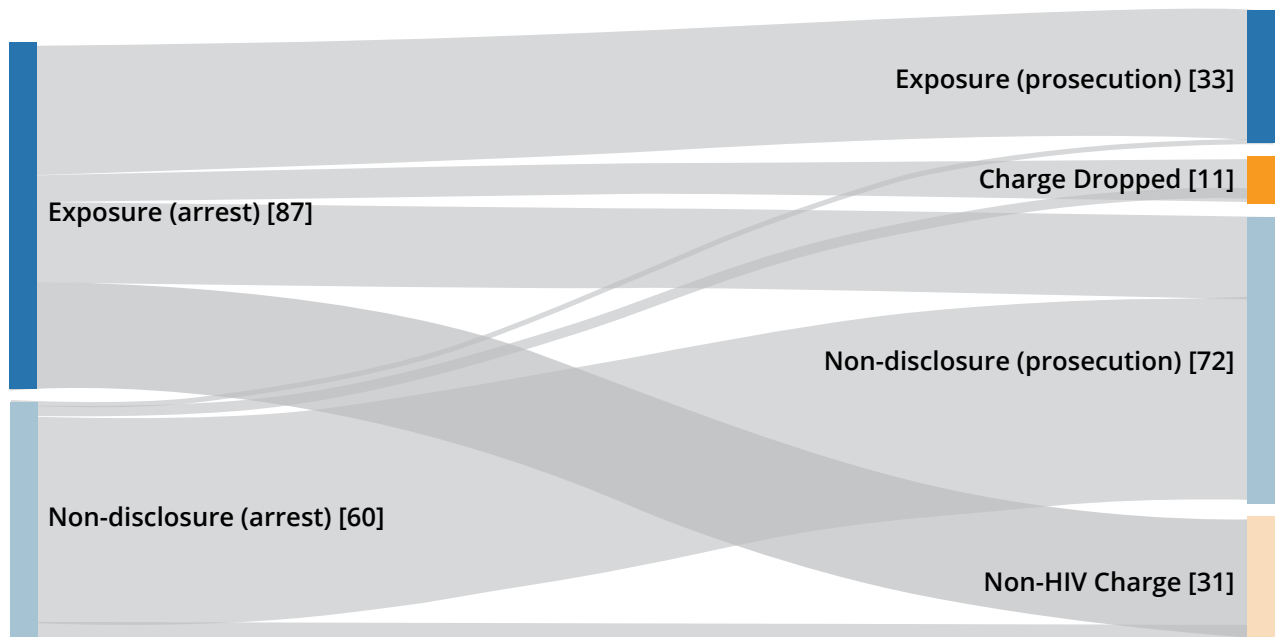 Exposure (prosecution) [33]
Charge Dropped [11]
Exposure (arrest) [87]
Non-disclosure (prosecution) [72]
Non-disclosure (arrest) [60]
Non-HIV Charge [31]